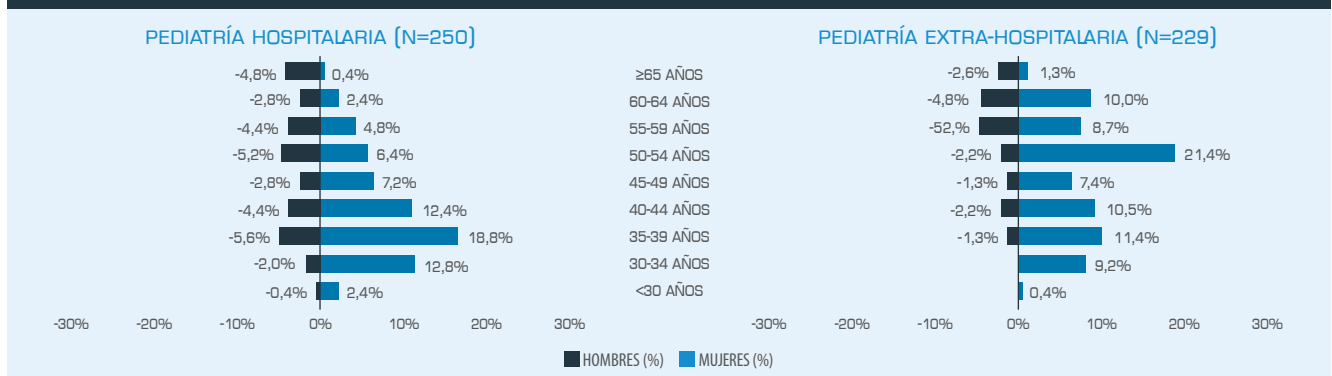 PEDIATRÍA HOSPITALARIA (N=250)
PEDIATRÍA EXTRA-HOSPITALARIA (N=229)
-4,8% 0,4% ≥65 AÑOS -2,6% 1,3%
-2,8% 2,4% 60-64 AÑOS -4,8% 10,0%
-4,4% 4,8% 55-59 AÑOS -52,% 8,7%
-5,2% 6,4% 50-54 AÑOS -2,2% 21,4%
-2,8% 7,2% 45-49 AÑOS -1,3% 7,4%
-4,4% 12,4% 40-44 AÑOS -2,2% 10,5%
-5,6% 18,8% 35-39 AÑOS -1,3% 11,4%
-2,0% 12,8% 30-34 AÑOS 9,2%
-0,4% 2,4% <30 AÑOS 0,4%
-30% -20% -10% 0% 10% 20% 30% -30% -20% -10% 0% 10% 20% 30%
HOMBRES (%) MUJERES (%)